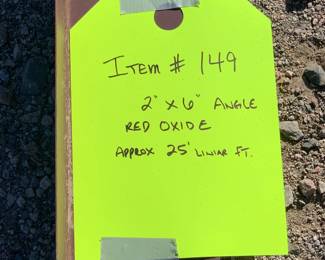 ITEM # 149
2" x 6" ANGLE
RED OXIDE
APPROX 25' LINIAR FT.